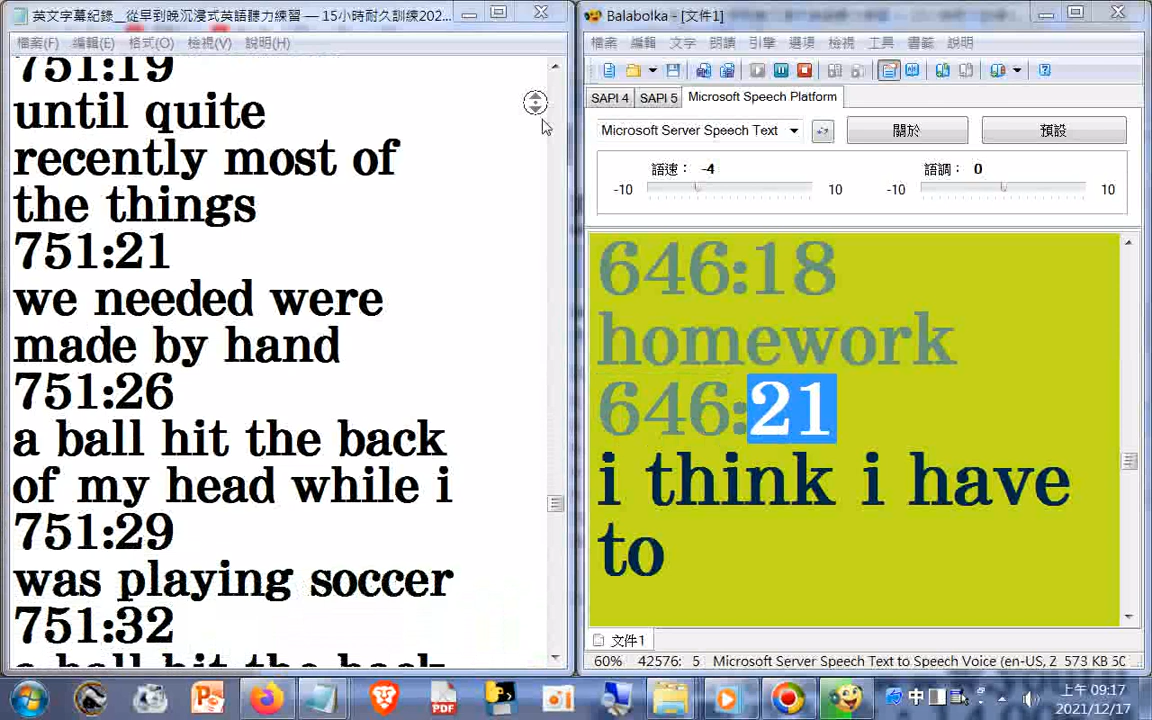 英文字幕紀錄__從早到晚沉浸式英語聽力練習 — 15小時耐久訓練202...
檔案(F) 編輯(E) 格式(O) 檢視(V) 說明(H)
751:19
until quite
recently most of
the things
751:21
we needed were
made by hand
751:26
a ball hit the back
of my head while i
751:29
was playing soccer
751:32
a ball hit the back
Balabolka - [文件1]
檔案 編輯 文字 朗讀 引擎 選項 檢視 工具 書籤 說明
SAPI 4 SAPI 5 Microsoft Speech Platform
Microsoft Server Speech Text 關於 預設
語速： -4 語調： 0
-10 10 -10 10
646:18
homework
646:21
i think i have
to
文件1
60% 42576: 5 Microsoft Server Speech Text to Speech Voice (en-US, Z 573 KB 50
PDF
中
上午 09:17
2021/12/17